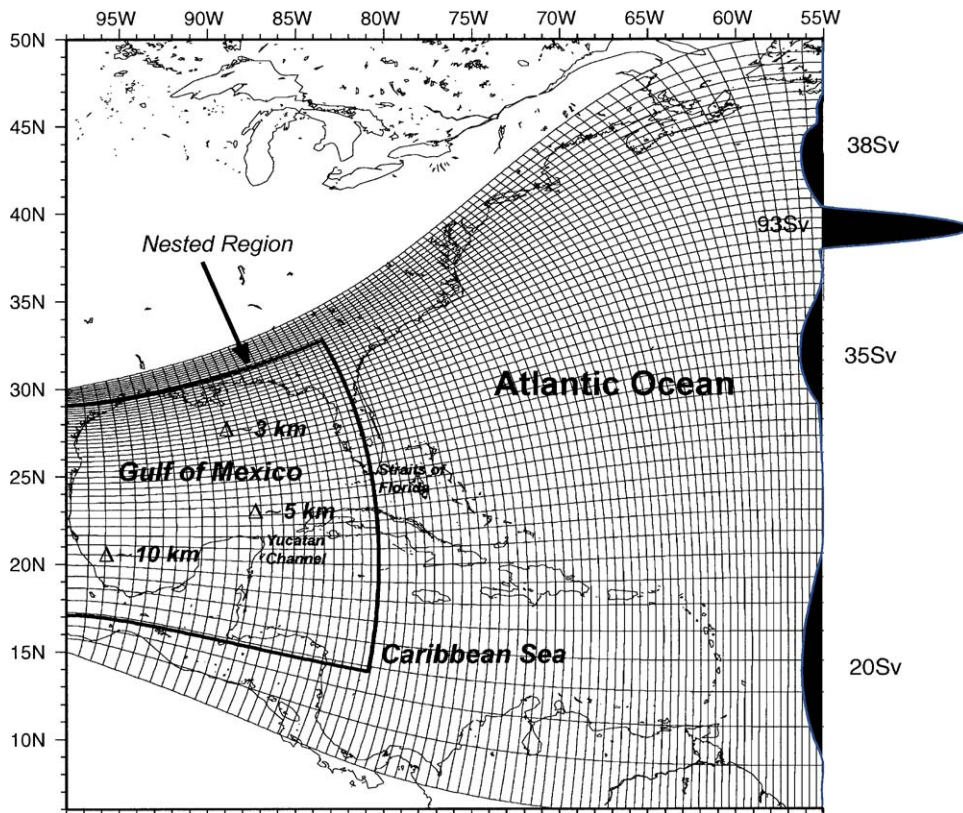 95W 90W 85W 80W 75W 70W 65W 60W 55W
50N
45N
38Sv
40N
93Sv
Nested Region
35N
35Sv
30N
Atlantic Ocean
Δ~3 km
Gulf of Mexico
25N
Straits of
Florida
Δ~5 km
Yucatan
Channel
Δ~10 km
20N
15N
Caribbean Sea
20Sv
10N